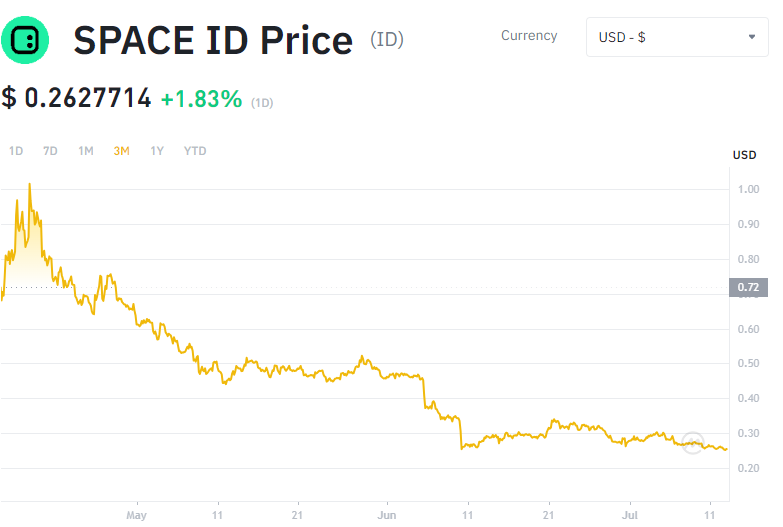 SPACE ID Price (ID)
Currency
USD - $
$ 0.2627714 +1.83% (1D)
1D 7D 1M 3M 1Y YTD
USD
1.00
0.90
0.80
0.72
0.60
0.50
0.40
0.30
0.20
May 11 21 Jun 11 21 Jul 11